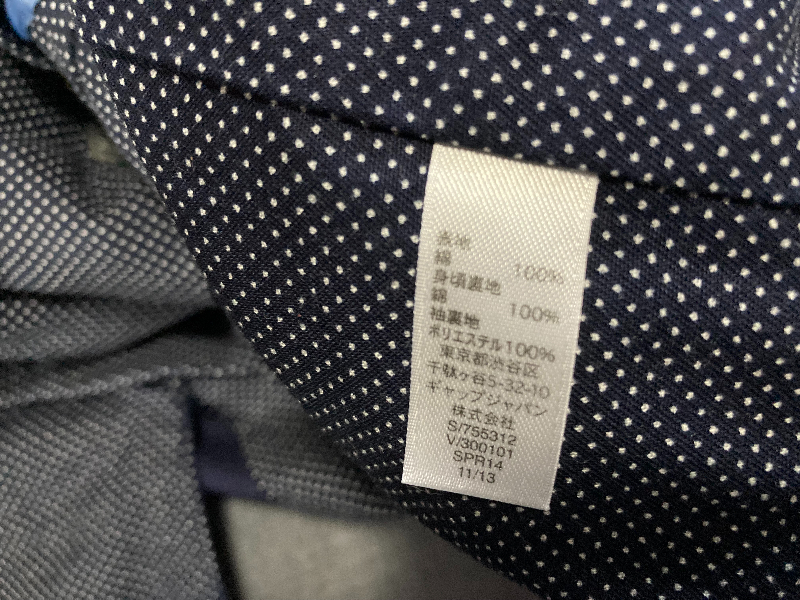 表地
綿 100%
身頃裏地
綿 100%
袖裏地
ポリエステル100%
東京都渋谷区
千駄ヶ谷5-32-10
ギャップジャパン
株式会社
S/755312
V/300101
SPR14
11/13